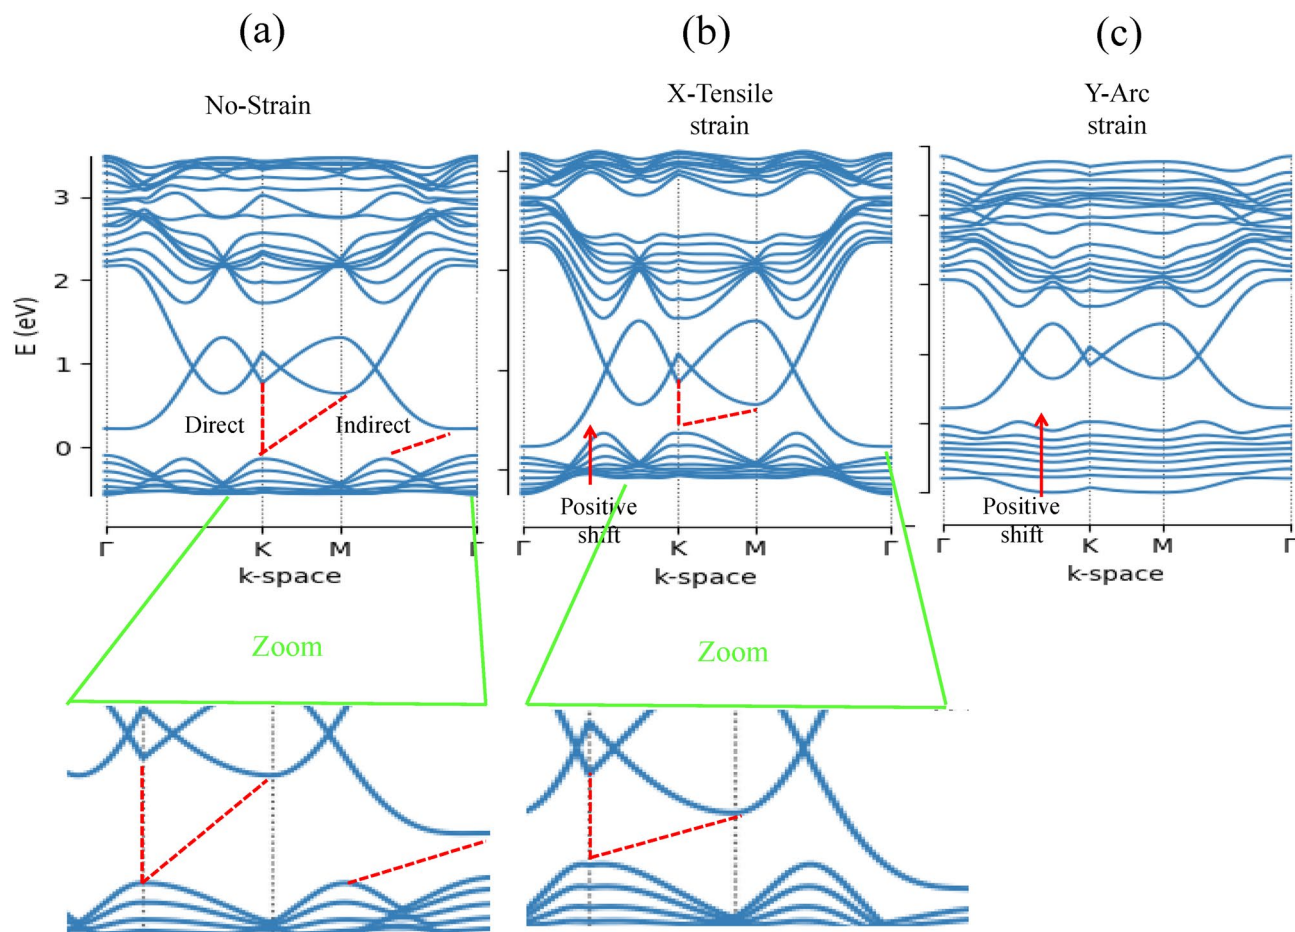 (a)
(b)
(c)
No-Strain
X-Tensile
strain
Y-Arc
strain
E (eV)
3
2
1
0
Direct
Indirect
Positive
shift
Positive
shift
Γ
K
M
Γ
k-space
Γ
K
M
Γ
k-space
Γ
K
M
Γ
k-space
Zoom
Zoom